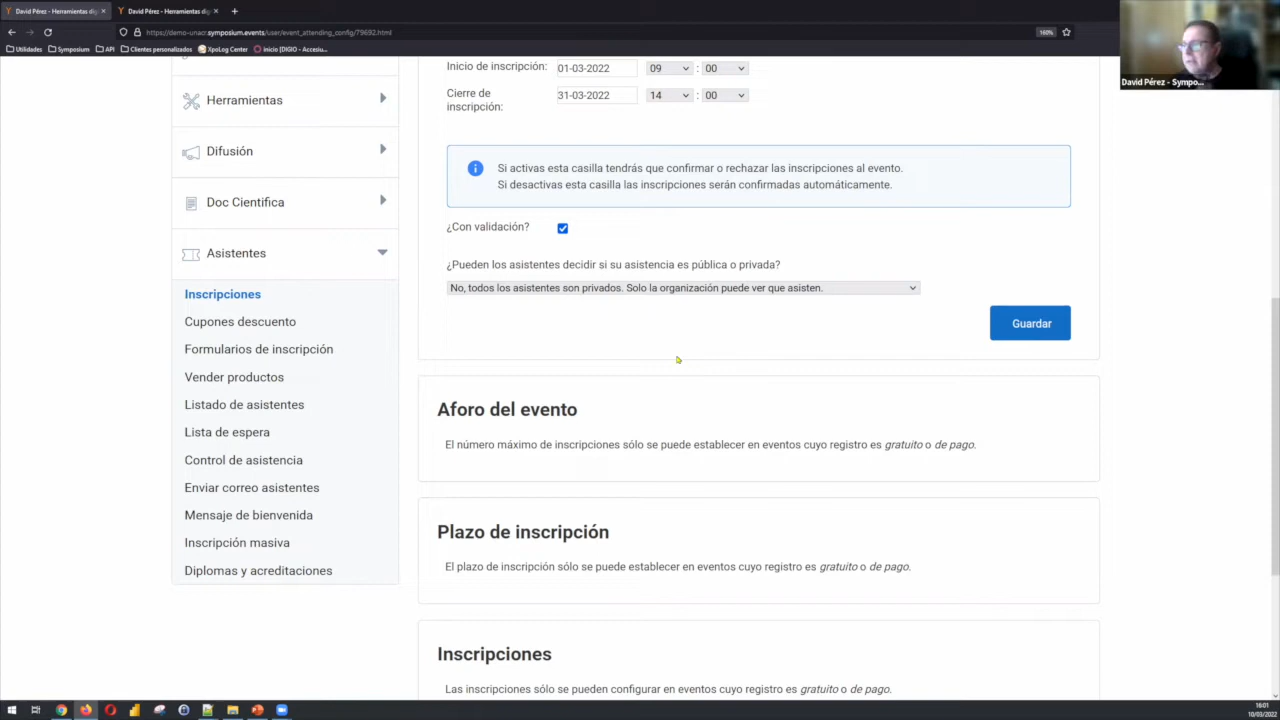 David Pérez - Herramientas dig
David Pérez - Herramientas dig
https://demo-unacr.symposium.events/user/event_attending_config/79692.html
160%
Utilidades
Symposium
API
Clientes personalizados
XpoLog Center
Inicio [DIGIO - Accesiu...
David Pérez - Sympo...
Herramientas
Difusión
Doc Cientifica
Asistentes
Inscripciones
Cupones descuento
Formularios de inscripción
Vender productos
Listado de asistentes
Lista de espera
Control de asistencia
Enviar correo asistentes
Mensaje de bienvenida
Inscripción masiva
Diplomas y acreditaciones
Inicio de inscripción: 01-03-2022 09 : 00
Cierre de
inscripción: 31-03-2022 14 : 00
Si activas esta casilla tendrás que confirmar o rechazar las inscripciones al evento.
Si desactivas esta casilla las inscripciones serán confirmadas automáticamente.
¿Con validación?
¿Pueden los asistentes decidir si su asistencia es pública o privada?
No, todos los asistentes son privados. Solo la organización puede ver que asisten.
Guardar
Aforo del evento
El número máximo de inscripciones sólo se puede establecer en eventos cuyo registro es gratuito o de pago.
Plazo de inscripción
El plazo de inscripción sólo se puede establecer en eventos cuyo registro es gratuito o de pago.
Inscripciones
Las inscripciones sólo se pueden configurar en eventos cuyo registro es gratuito o de pago.
16:01
10/03/2022